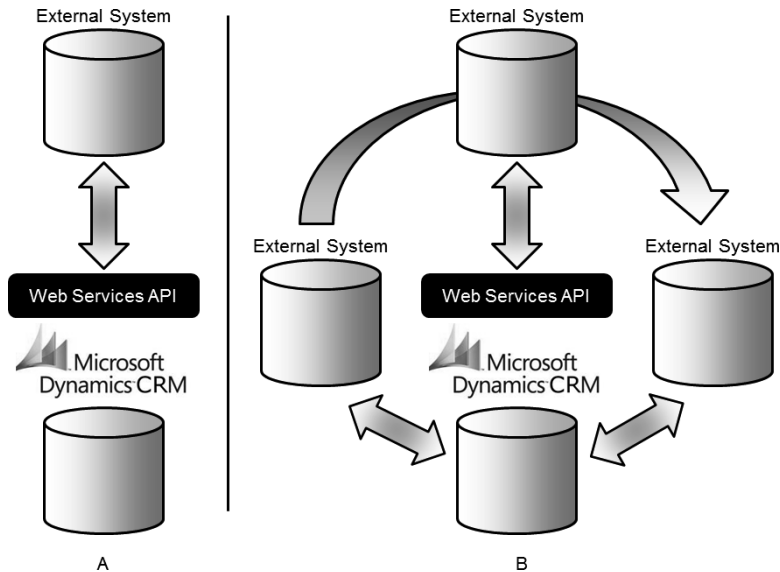 External System
Web Services API
Microsoft
Dynamics CRM
A
External System
External System
External System
Web Services API
Microsoft
Dynamics CRM
B